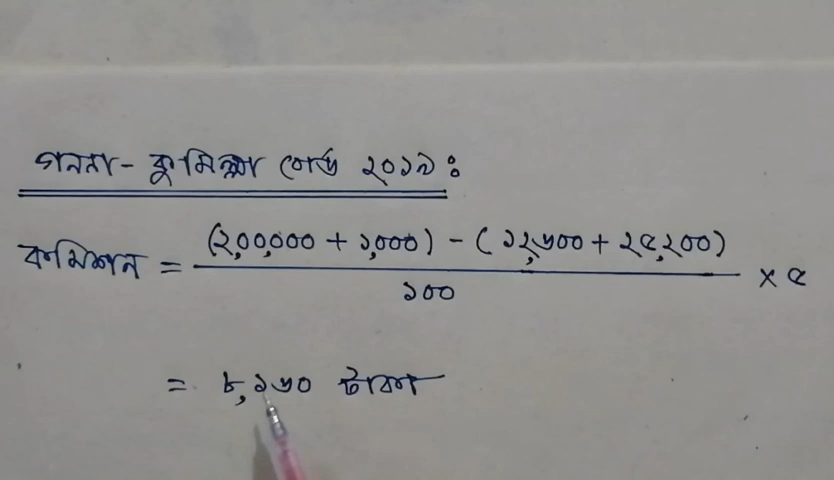 গননা - কুমিল্লা বোর্ড ২০১৯ :
কমিশন = (২,০০,০০০ + ১,০০০) - (১২,৬০০ + ২৫,২০০) / ১০০ × ৫
= ৮,১৬০ টাকা